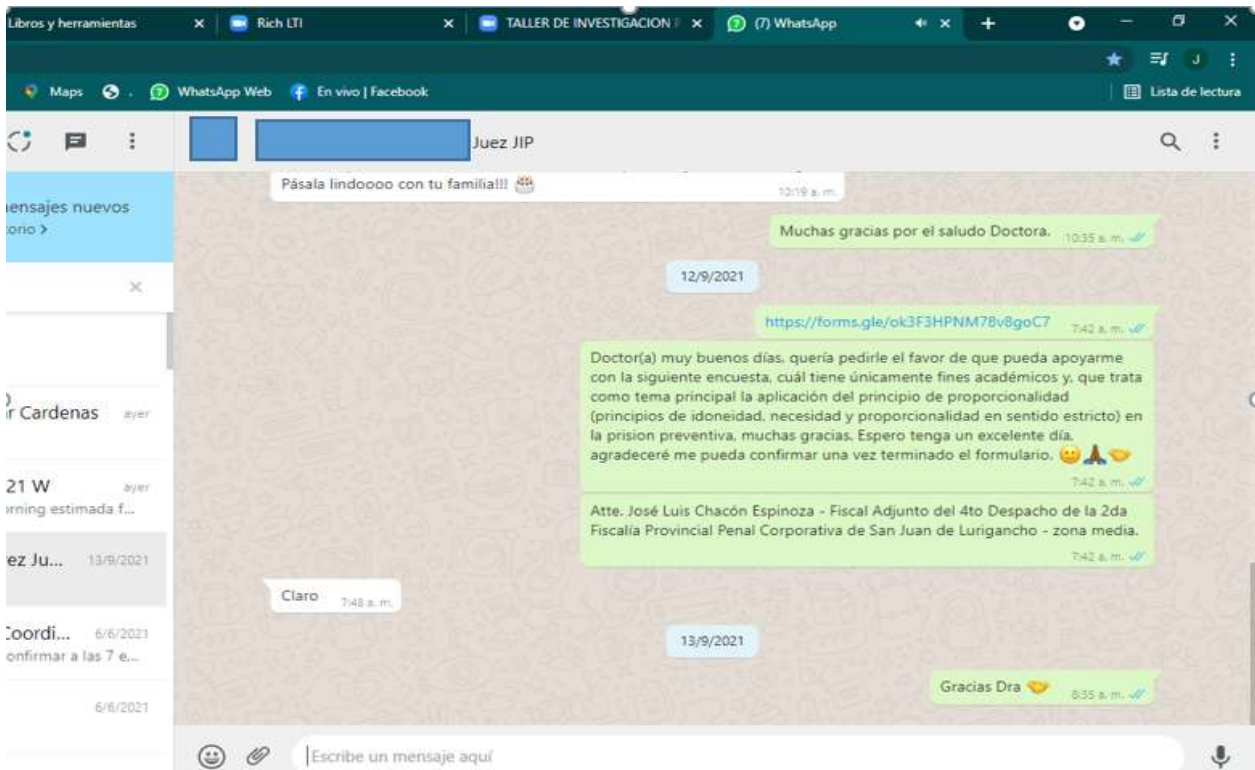 Libros y herramientas
Rich LTI
TALLER DE INVESTIGACION
(7) WhatsApp
J
Maps
WhatsApp Web
En vivo | Facebook
Lista de lectura
Juez JIP
ensajes nuevos
orio >
r Cardenas ayer
21 W ayer
orning estimada f...
ez Ju... 13/9/2021
Coordi... 6/6/2021
onfirmar a las 7 e...
6/6/2021
Pásala lindoooo con tu familia!!! 🎂
10:19 a. m.
Muchas gracias por el saludo Doctora. 10:35 a. m.
12/9/2021
https://forms.gle/ok3F3HPNM78v8goC7 7:42 a. m.
Doctor(a) muy buenos días, quería pedirle el favor de que pueda apoyarme
con la siguiente encuesta, cuál tiene únicamente fines académicos y, que trata
como tema principal la aplicación del principio de proporcionalidad
(principios de idoneidad, necesidad y proporcionalidad en sentido estricto) en
la prision preventiva, muchas gracias. Espero tenga un excelente día,
agradeceré me pueda confirmar una vez terminado el formulario. 🙂🙏🏾🤝
7:42 a. m.
Atte. José Luis Chacón Espinoza - Fiscal Adjunto del 4to Despacho de la 2da
Fiscalía Provincial Penal Corporativa de San Juan de Lurigancho - zona media.
7:42 a. m.
Claro 7:48 a. m.
13/9/2021
Gracias Dra 🤝 8:35 a. m.
Escribe un mensaje aquí